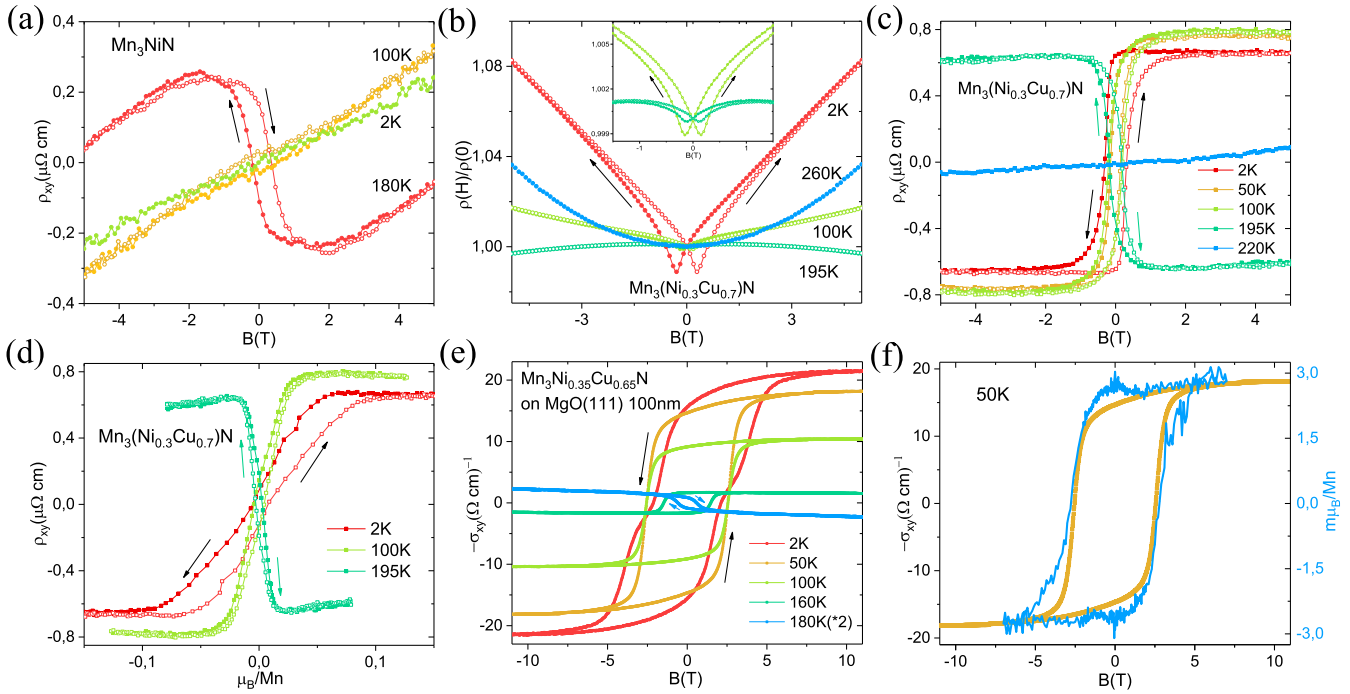 (a)
0,4
0,2
0,0
-0,2
-0,4
ρxy(μΩ cm)
Mn3NiN
100K
2K
180K
-4 -2 0 2 4
B(T)
(b)
1,08
1,04
1.00
ρ(H)/ρ(0)
1,005
1,002
0,999
-1 0 1
B(T)
2K
260K
100K
195K
Mn3(Ni0.3Cu0.7)N
-3 0 3
B(T)
(c)
0.8
0.4
0.0
-0.4
-0.8
ρxy(μΩ cm)
Mn3(Ni0.3Cu0.7)N
2K
50K
100K
195K
220K
-4 -2 0 2 4
B(T)
(d)
0,8
0,4
0,0
-0,4
-0,8
ρxy(μΩ cm)
Mn3(Ni0.3Cu0.7)N
2K
100K
195K
-0,1 0,0 0,1
μB/Mn
(e)
20
15
10
5
0
-5
-10
-15
-20
−σxy(Ω cm)−1
Mn3Ni0.35Cu0.65N
on MgO(111) 100nm
2K
50K
100K
160K
180K(*2)
-10 -5 0 5 10
B(T)
(f)
20
10
0
-10
-20
−σxy(Ω cm)−1
50K
3,0
1,5
0,0
-1,5
-3,0
mμB/Mn
-10 -5 0 5 10
B(T)